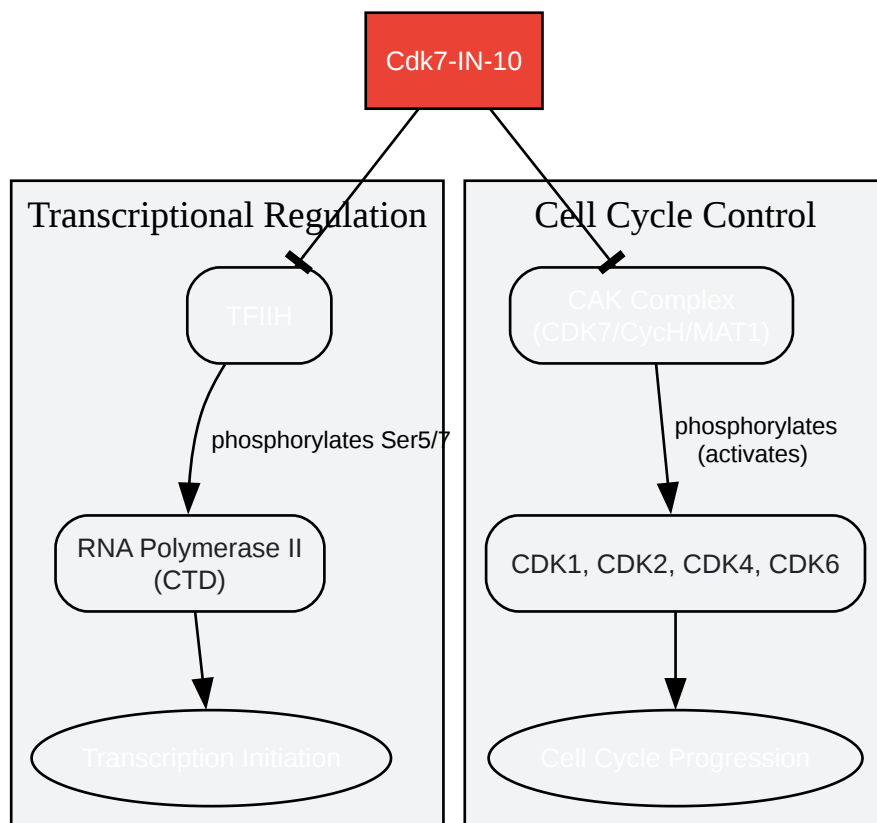 Cdk7-IN-10
Transcriptional Regulation
TFIIH
phosphorylates Ser5/7
RNA Polymerase II
(CTD)
Transcription Initiation
Cell Cycle Control
CAK Complex
(CDK7/CycH/MAT1)
phosphorylates
(activates)
CDK1, CDK2, CDK4, CDK6
Cell Cycle Progression